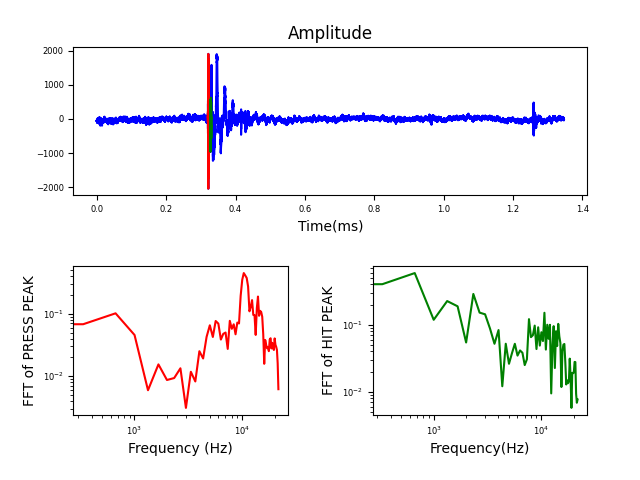 Amplitude
2000
1000
0
−1000
−2000
0.0 0.2 0.4 0.6 0.8 1.0 1.2 1.4
Time(ms)
FFT of PRESS PEAK
10⁻¹
10⁻²
10³ 10⁴
Frequency (Hz)
FFT of HIT PEAK
10⁻¹
10⁻²
10³ 10⁴
Frequency(Hz)